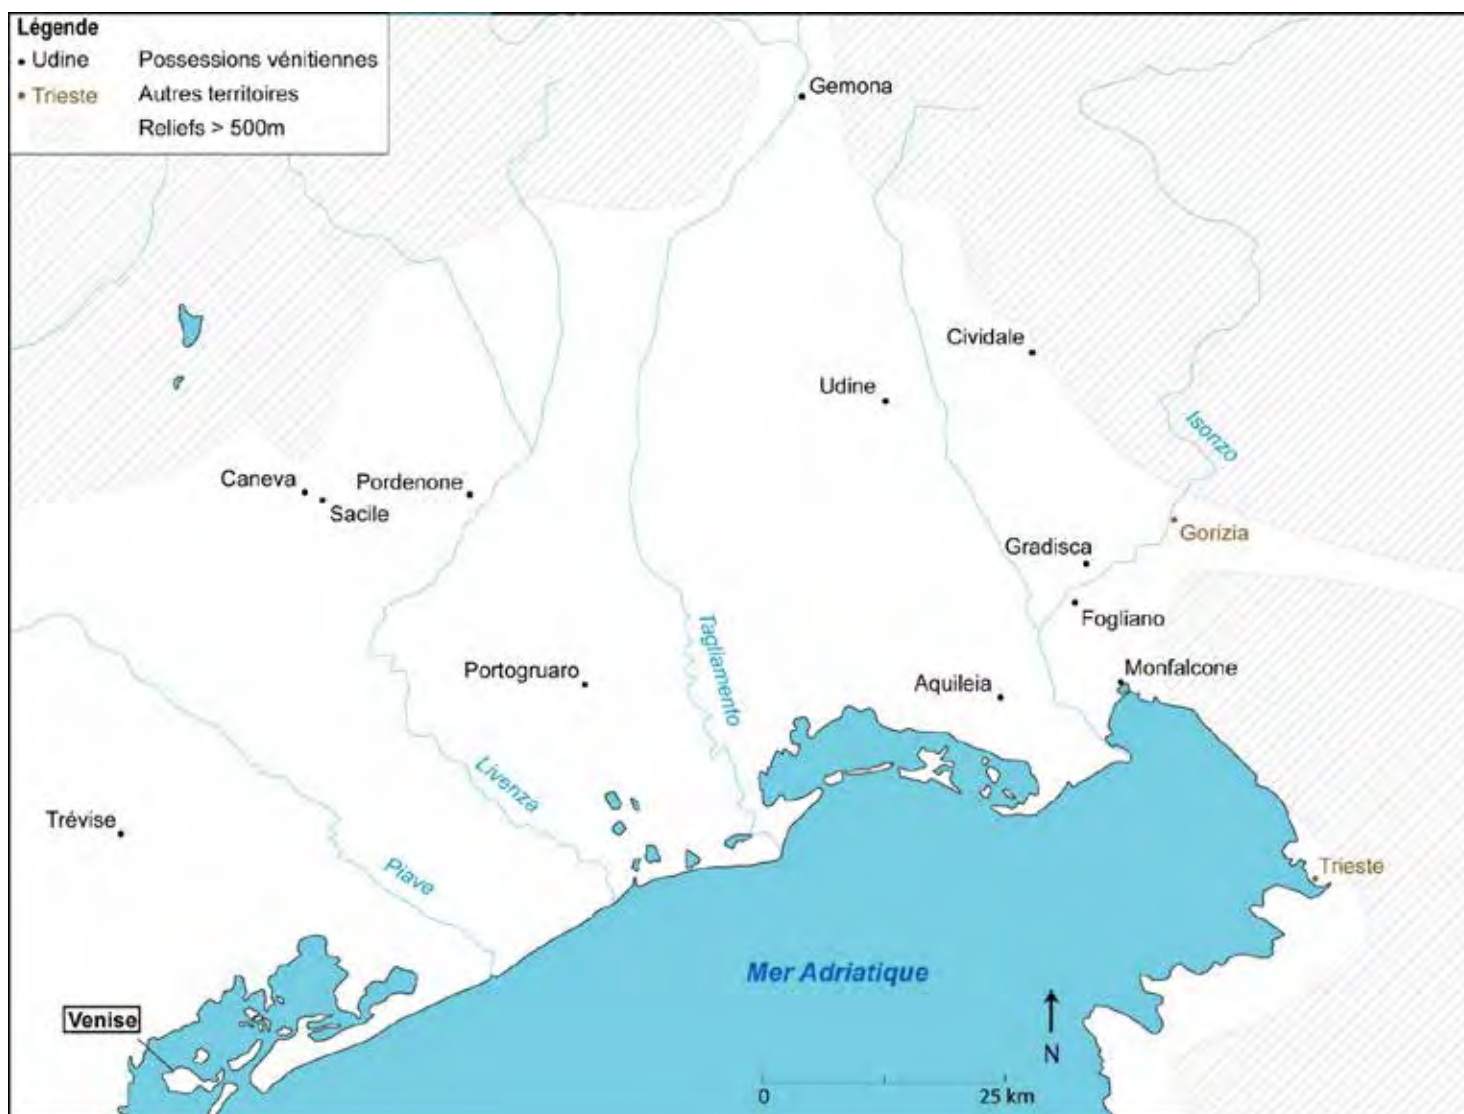 Légende
Udine Possessions vénitiennes
Trieste Autres territoires
Reliefs > 500m
Gemona
Cividale
Udine
Isonzo
Caneva
Pordenone
Sacile
Gorizia
Gradisca
Fogliano
Tagliamento
Portogruaro
Monfalcone
Aquileia
Livenza
Trévise
Piave
Trieste
Mer Adriatique
Venise
N
0 25 km